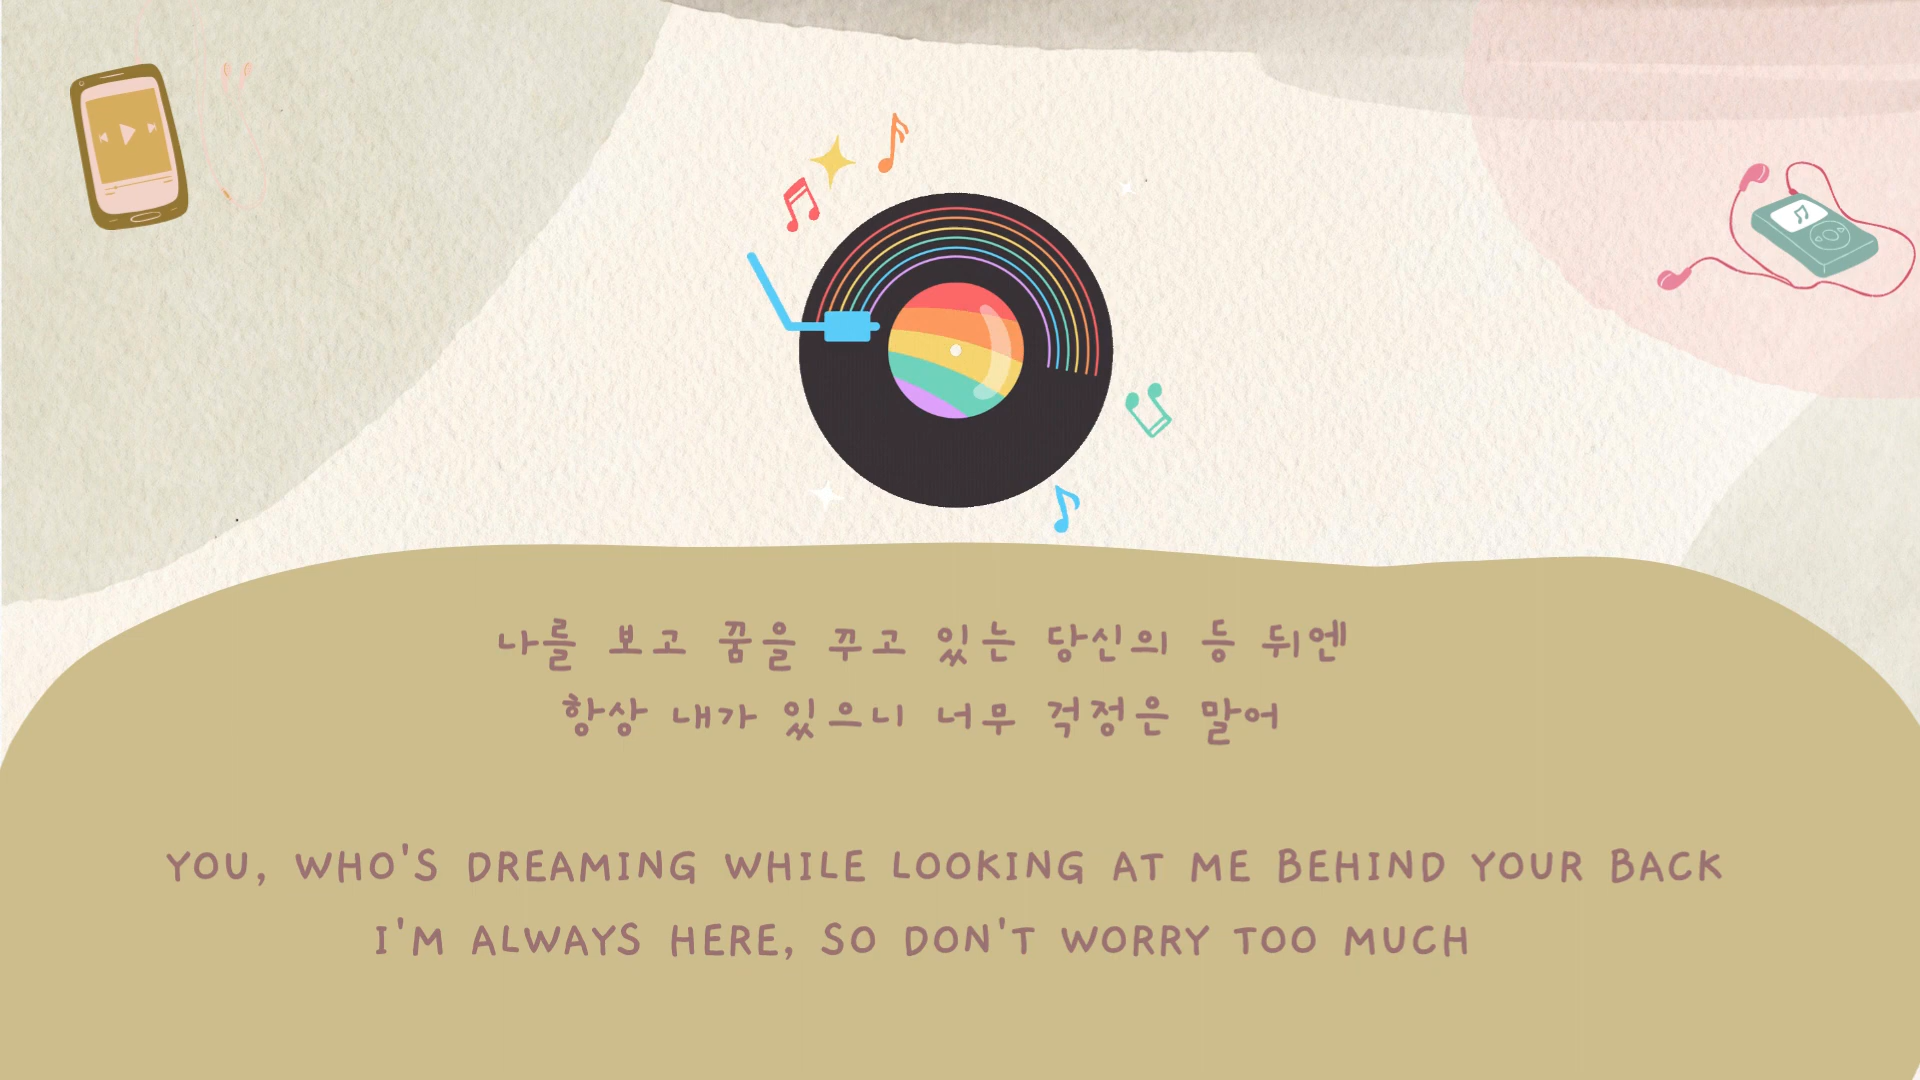 나를 보고 꿈을 꾸고 있는 당신의 등 뒤엔
항상 내가 있으니 너무 걱정은 말어
YOU, WHO'S DREAMING WHILE LOOKING AT ME BEHIND YOUR BACK
I'M ALWAYS HERE, SO DON'T WORRY TOO MUCH